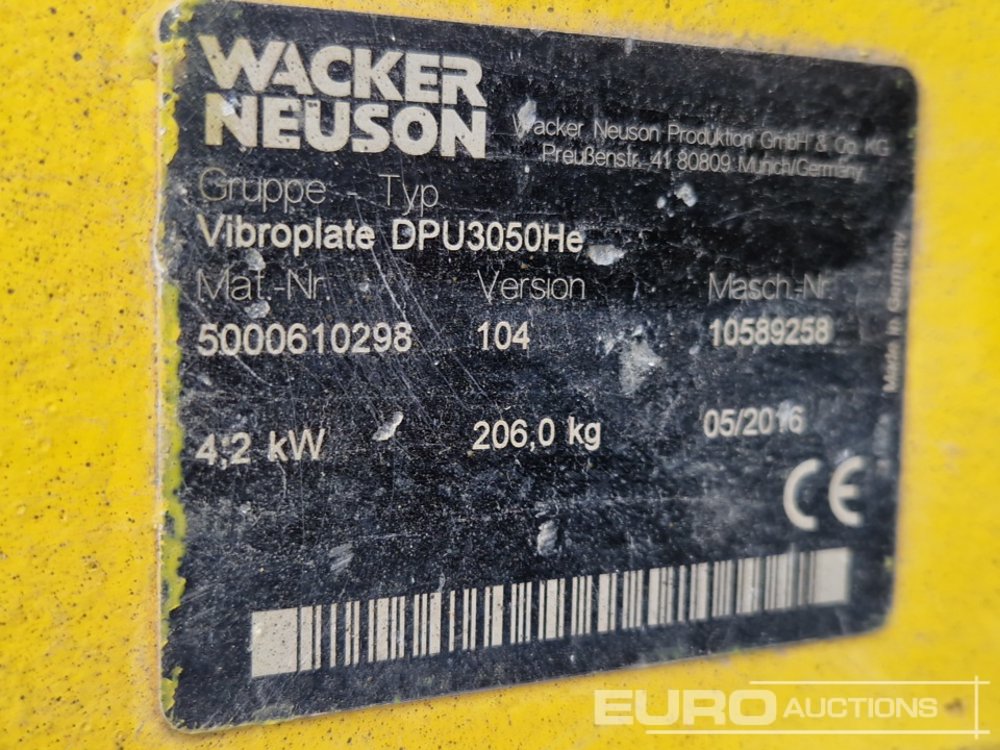 WACKER
NEUSON
Wacker Neuson Produktion GmbH & Co. KG
Preußenstr. 41 80809 Munich/Germany
Gruppe - Typ
Vibroplate DPU3050He
Mat.-Nr. Version Masch.-Nr.
5000610298 104 10589258
4,2 kW 206,0 kg 05/2016
Made in Germany
CE
EURO AUCTIONS